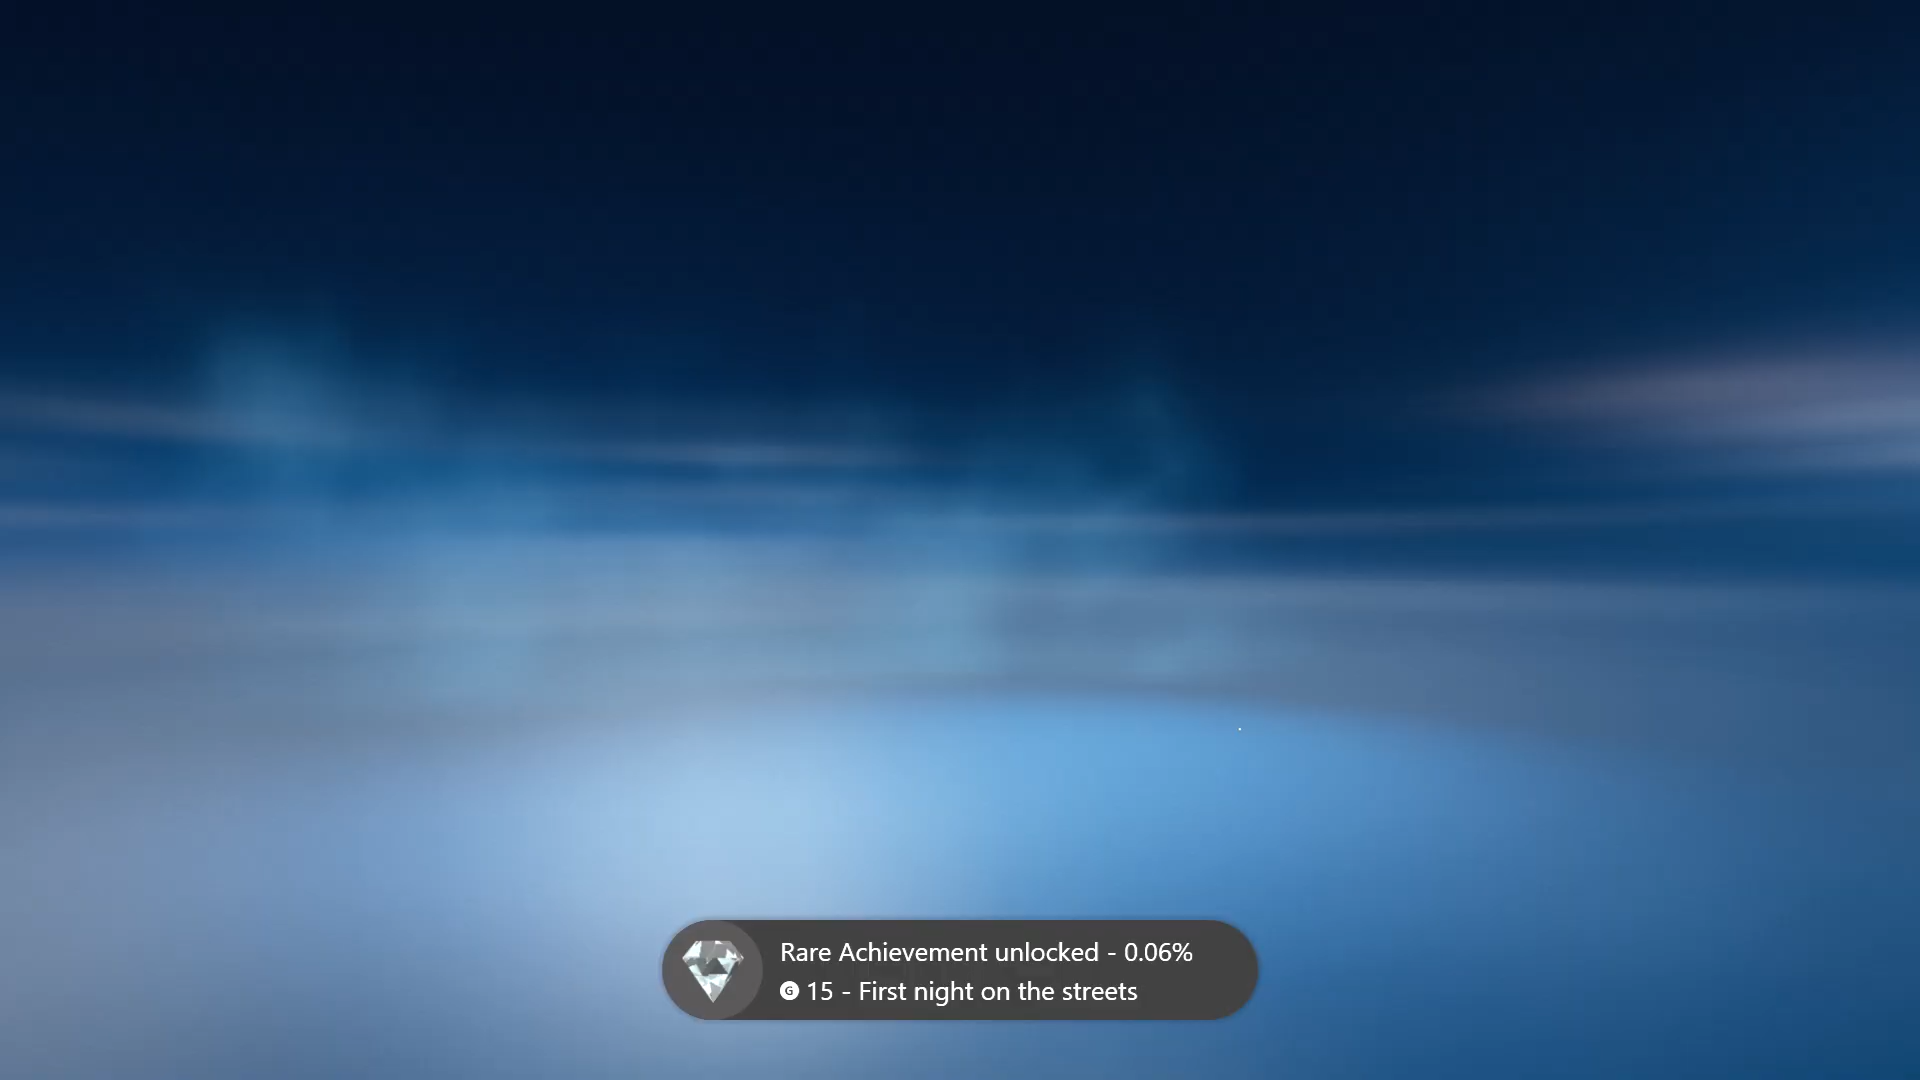 Rare Achievement unlocked - 0.06%
G 15 - First night on the streets